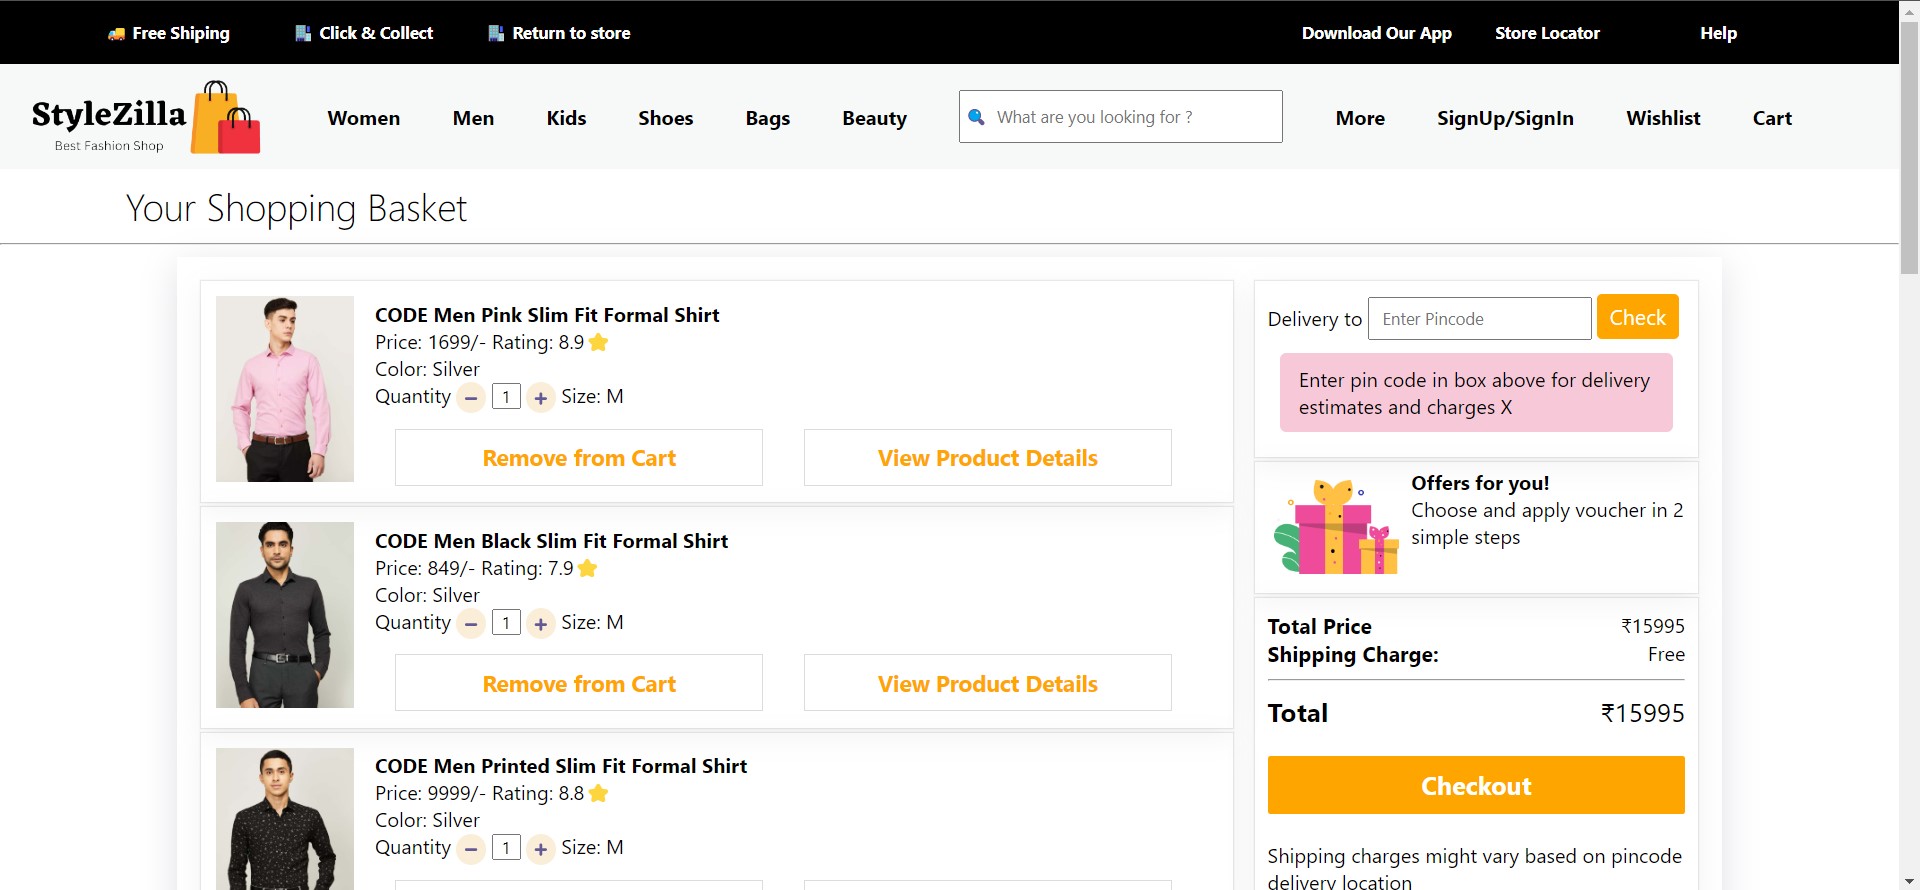 Free Shiping
Click & Collect
Return to store
Download Our App
Store Locator
Help
StyleZilla
Best Fashion Shop
Women
Men
Kids
Shoes
Bags
Beauty
What are you looking for ?
More
SignUp/SignIn
Wishlist
Cart
Your Shopping Basket
CODE Men Pink Slim Fit Formal Shirt
Price: 1699/- Rating: 8.9
Color: Silver
Quantity − 1 + Size: M
Remove from Cart
View Product Details
CODE Men Black Slim Fit Formal Shirt
Price: 849/- Rating: 7.9
Color: Silver
Quantity − 1 + Size: M
Remove from Cart
View Product Details
CODE Men Printed Slim Fit Formal Shirt
Price: 9999/- Rating: 8.8
Color: Silver
Quantity − 1 + Size: M
Delivery to Enter Pincode Check
Enter pin code in box above for delivery
estimates and charges X
Offers for you!
Choose and apply voucher in 2
simple steps
Total Price ₹15995
Shipping Charge: Free
Total ₹15995
Checkout
Shipping charges might vary based on pincode
delivery location